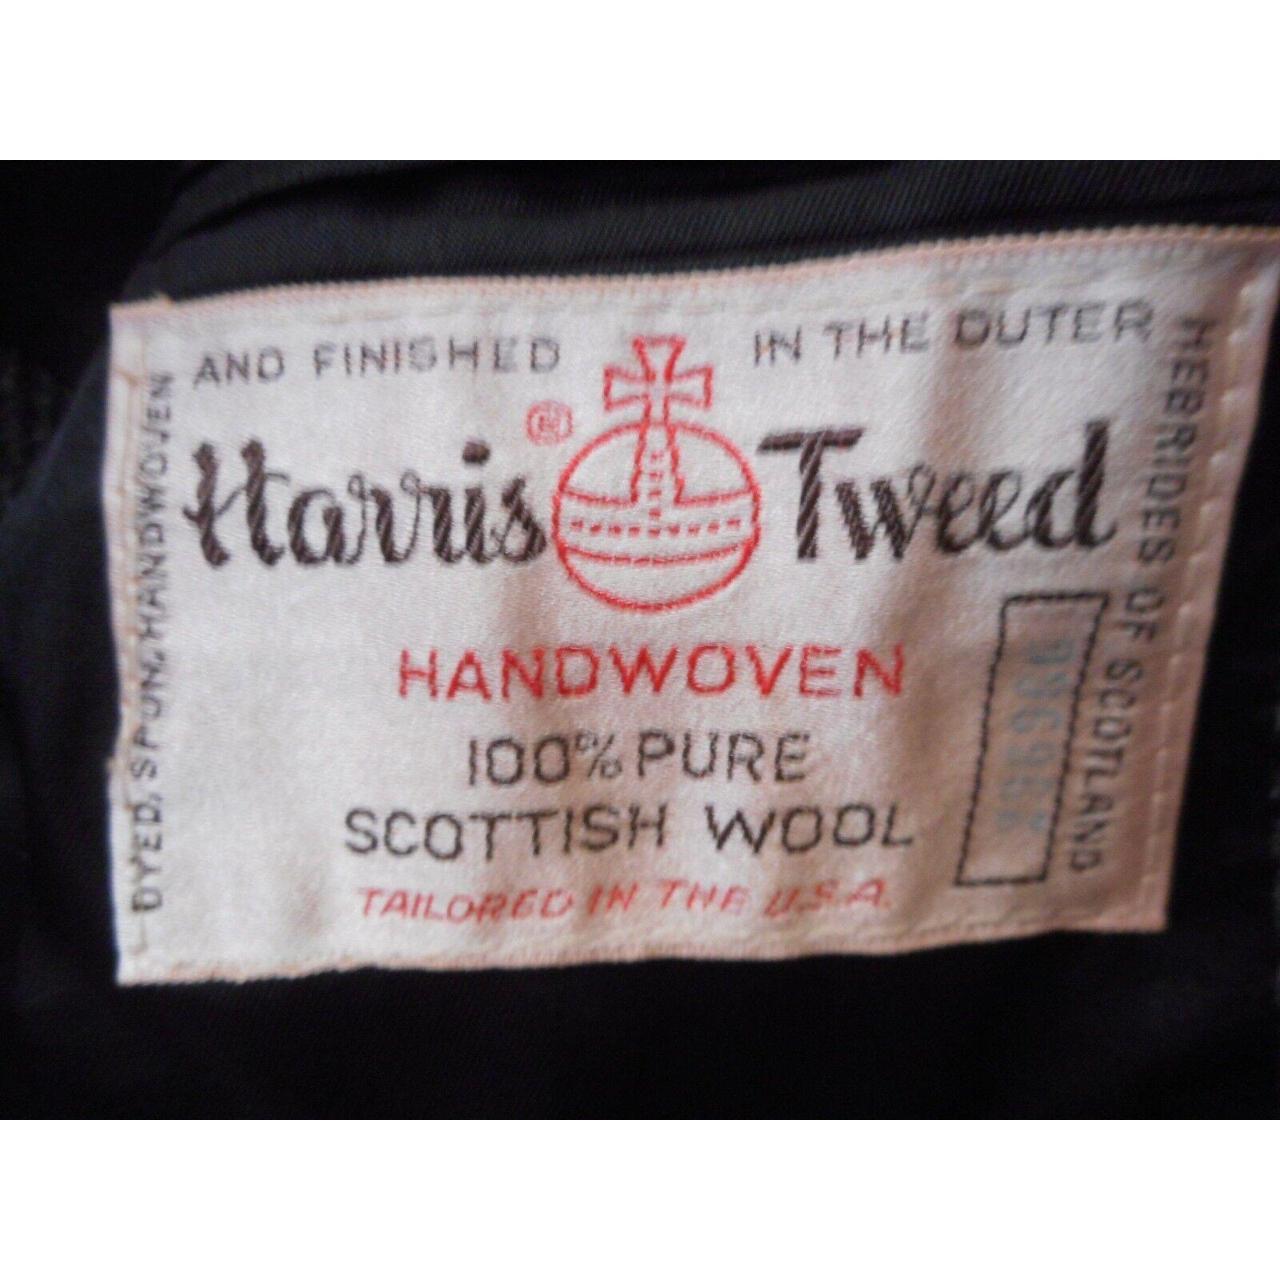 DYED, SPUN, HANDWOVEN
AND FINISHED
IN THE OUTER
HEBRIDES OF SCOTLAND
Harris ® Tweed
HANDWOVEN
100% PURE
SCOTTISH WOOL
TAILORED IN THE U.S.A.